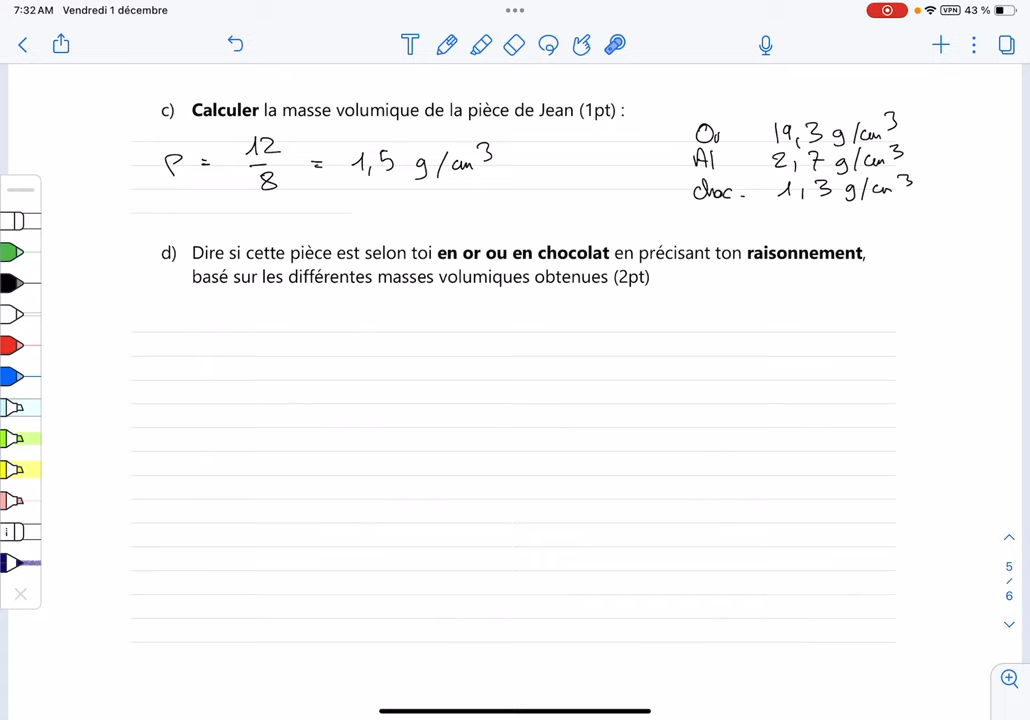 7:32 AM Vendredi 1 décembre
VPN 43 %
c) Calculer la masse volumique de la pièce de Jean (1pt) :
ρ = 12/8 = 1,5 g/cm³
Or 19,3 g/cm³
Al 2,7 g/cm³
choc. 1,3 g/cm³
d) Dire si cette pièce est selon toi en or ou en chocolat en précisant ton raisonnement,
basé sur les différentes masses volumiques obtenues (2pt)
5
/
6